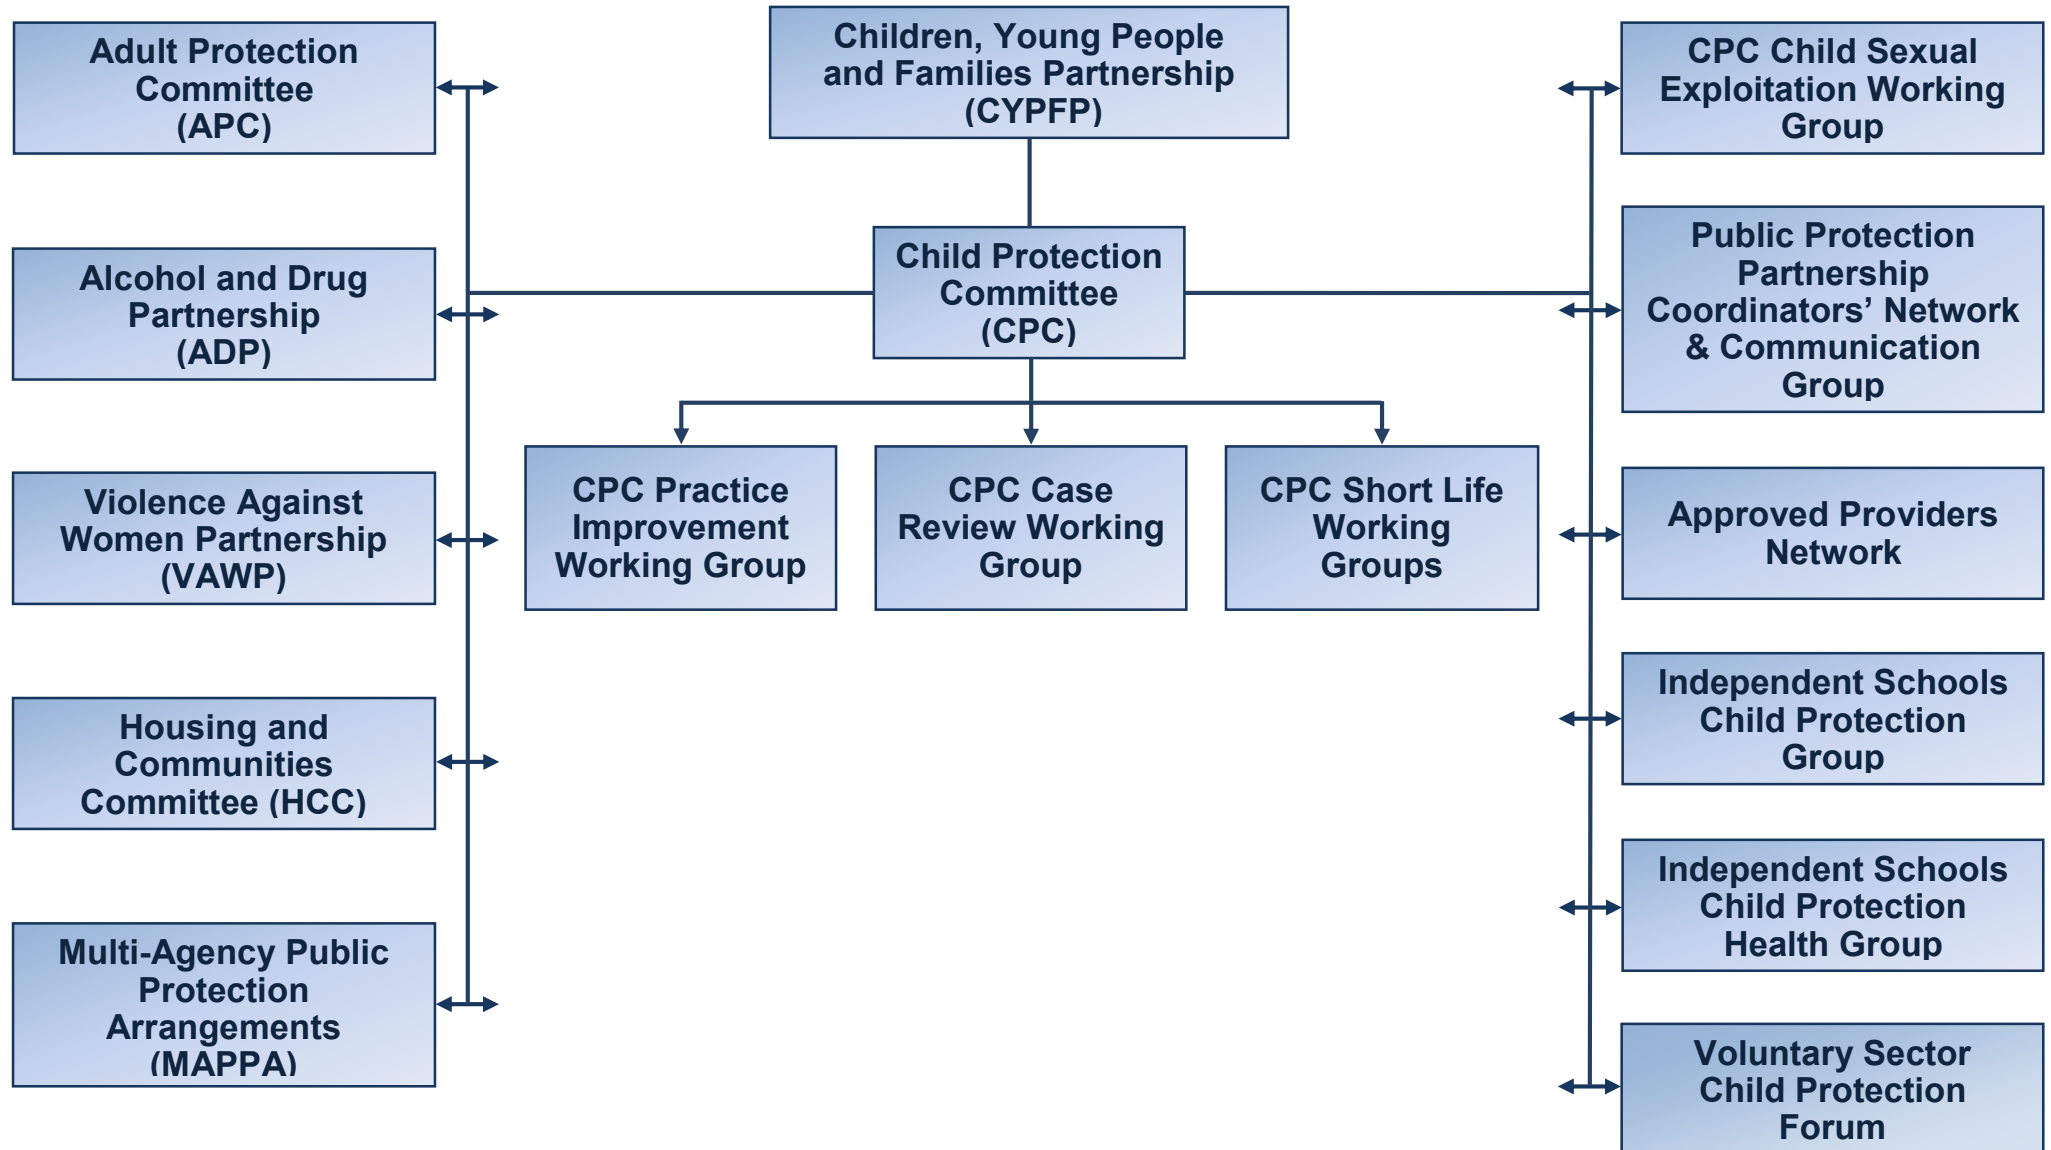 Adult Protection
Committee
(APC)
Children, Young People
and Families Partnership
(CYPFP)
CPC Child Sexual
Exploitation Working
Group
Alcohol and Drug
Partnership
(ADP)
Child Protection
Committee
(CPC)
Public Protection
Partnership
Coordinators’ Network
& Communication
Group
Violence Against
Women Partnership
(VAWP)
CPC Practice
Improvement
Working Group
CPC Case
Review Working
Group
CPC Short Life
Working
Groups
Approved Providers
Network
Housing and
Communities
Committee (HCC)
Independent Schools
Child Protection
Group
Independent Schools
Child Protection
Health Group
Multi-Agency Public
Protection
Arrangements
(MAPPA)
Voluntary Sector
Child Protection
Forum